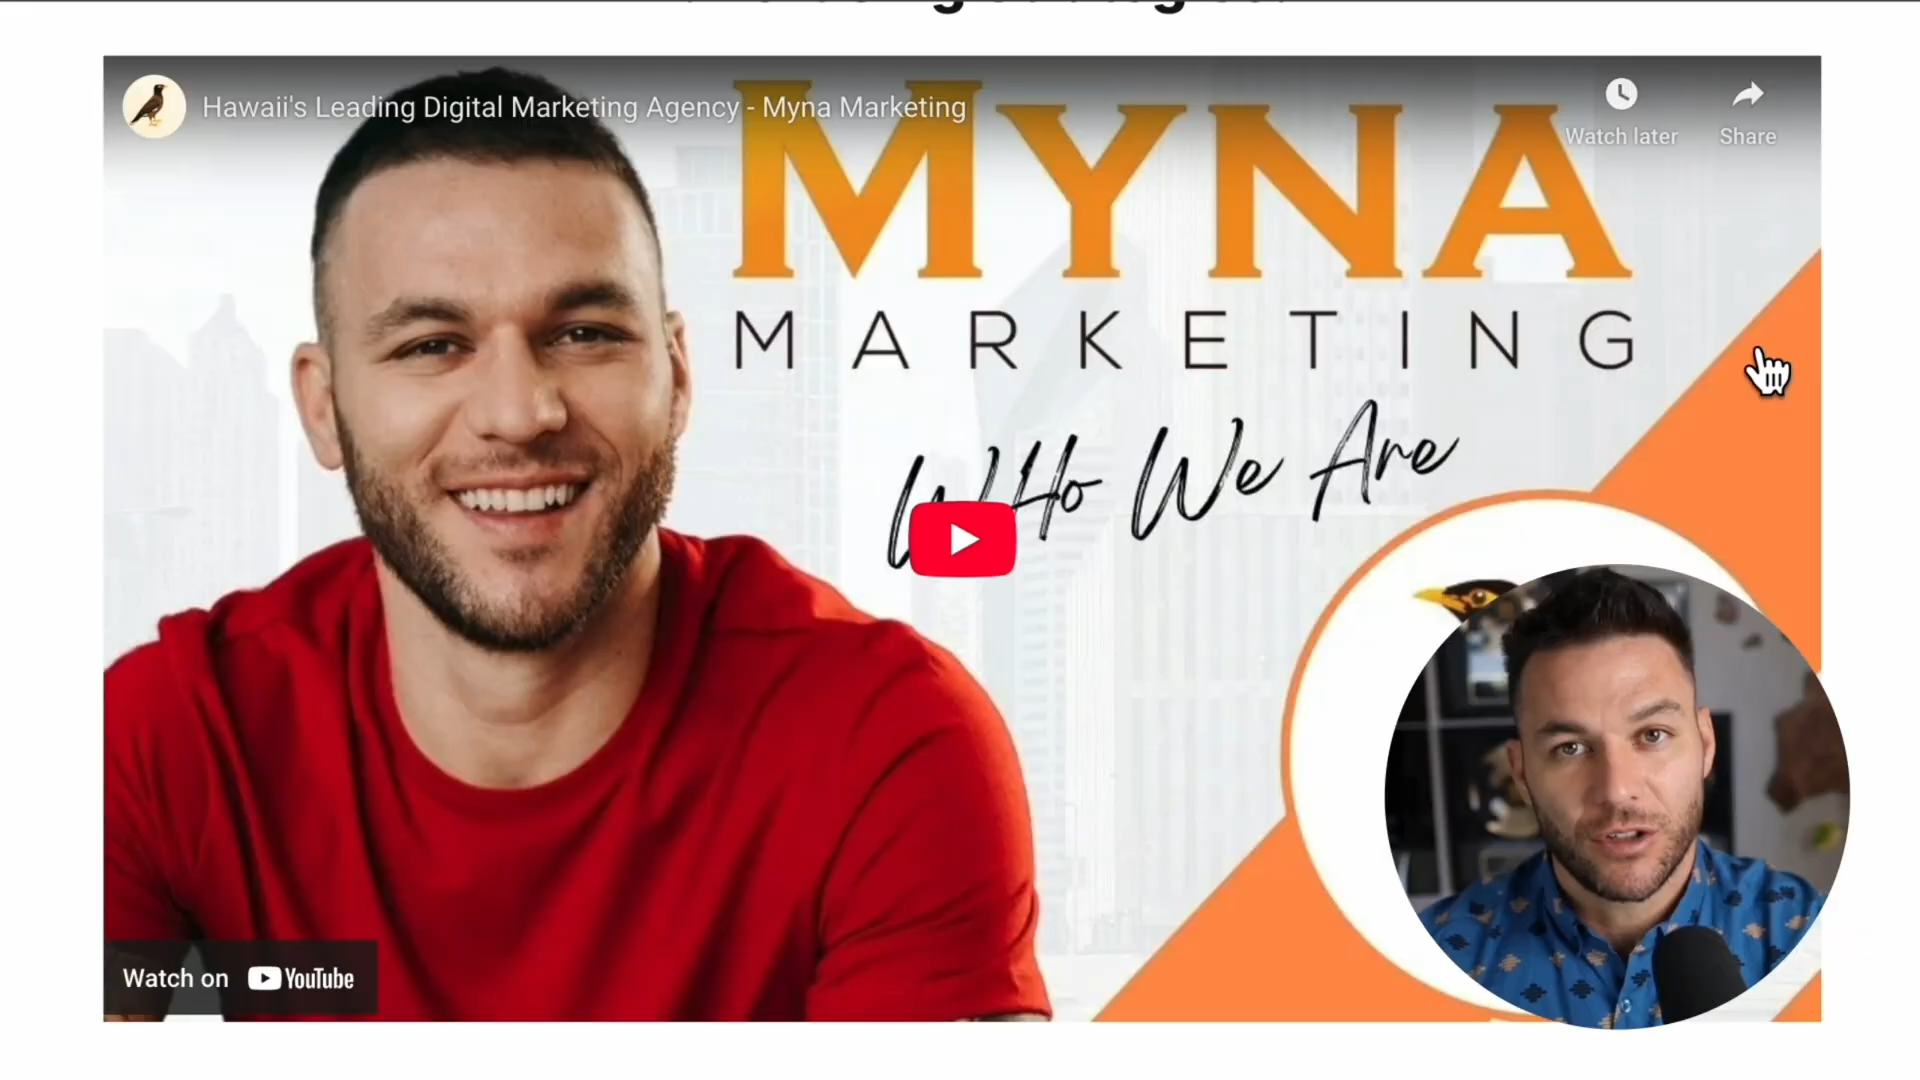 Hawaii's Leading Digital Marketing Agency - Myna Marketing
Watch later
Share
MYNA
MARKETING
WHo We Are
Watch on YouTube